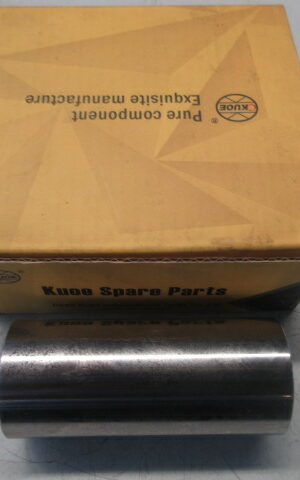 Pure component
Exquisite manufacture
KUOE
®
Kuoe Spare Parts